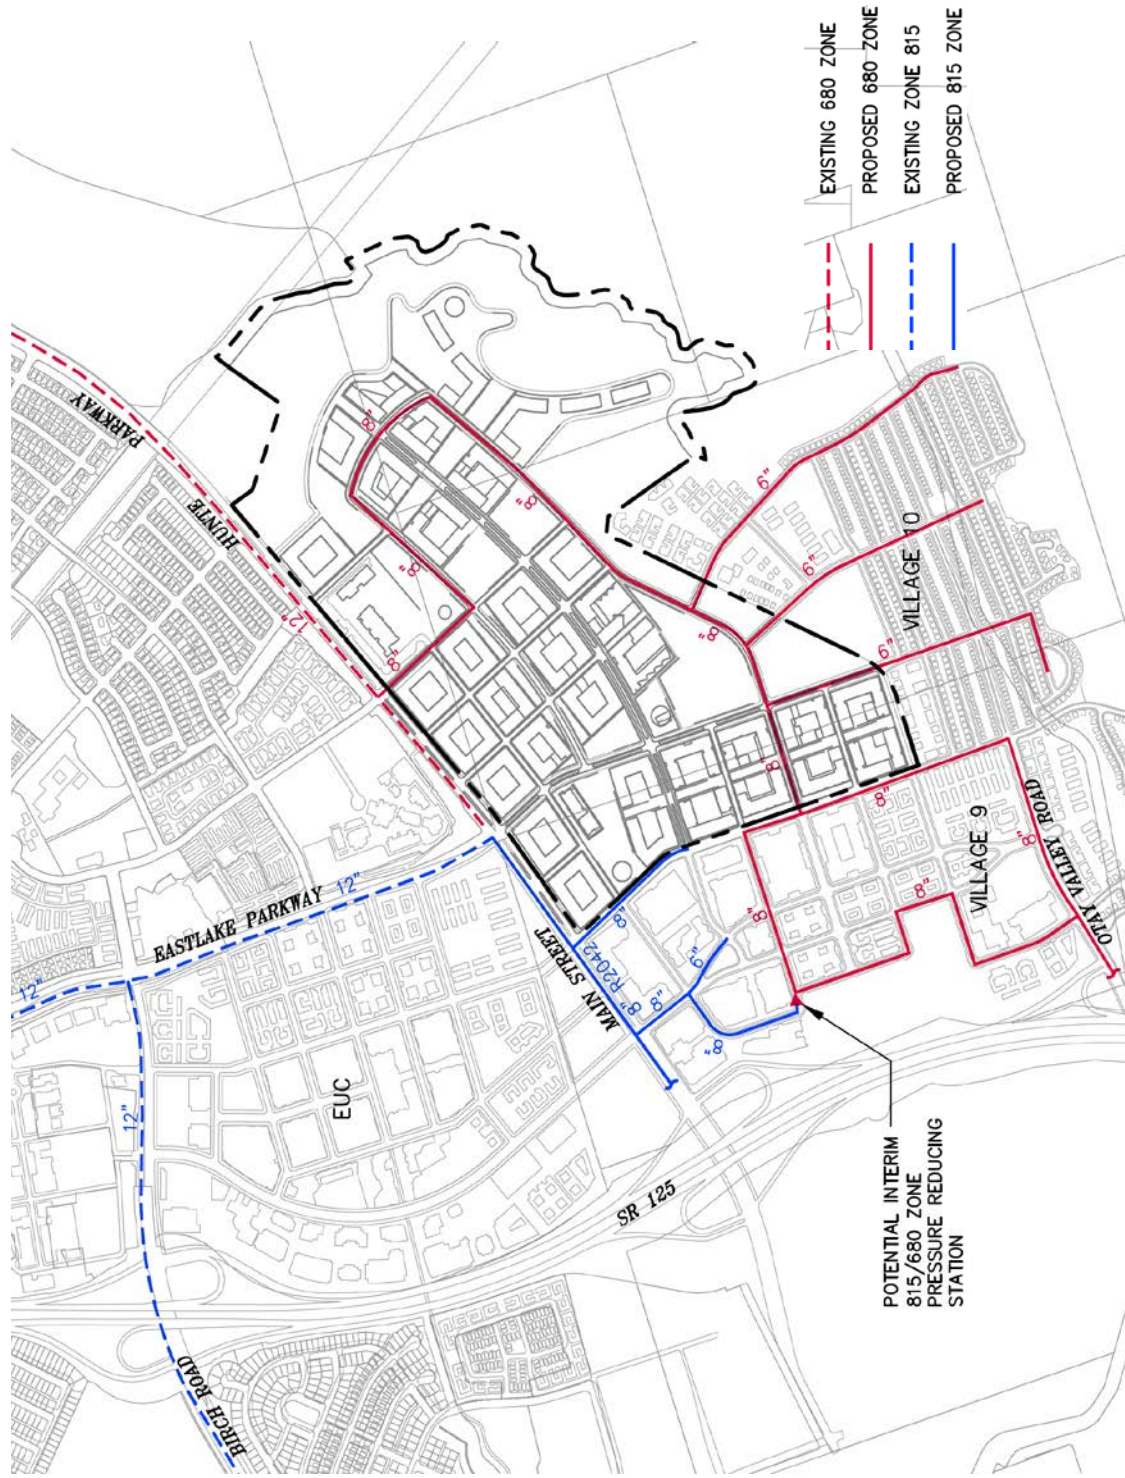 EXISTING 680 ZONE
PROPOSED 680 ZONE
EXISTING ZONE 815
PROPOSED 815 ZONE
PARKWAY
HUNTE
12"
8"
8"
8"
8"
8"
8"
6"
6"
6"
VILLAGE 10
EASTLAKE PARKWAY
12"
12"
12"
BIRCH ROAD
EUC
MAIN STREET
8" R2042
8"
8"
6"
8"
8"
8"
8"
8"
VILLAGE 9
OTAY VALLEY ROAD
SR 125
POTENTIAL INTERIM
815/680 ZONE
PRESSURE REDUCING
STATION